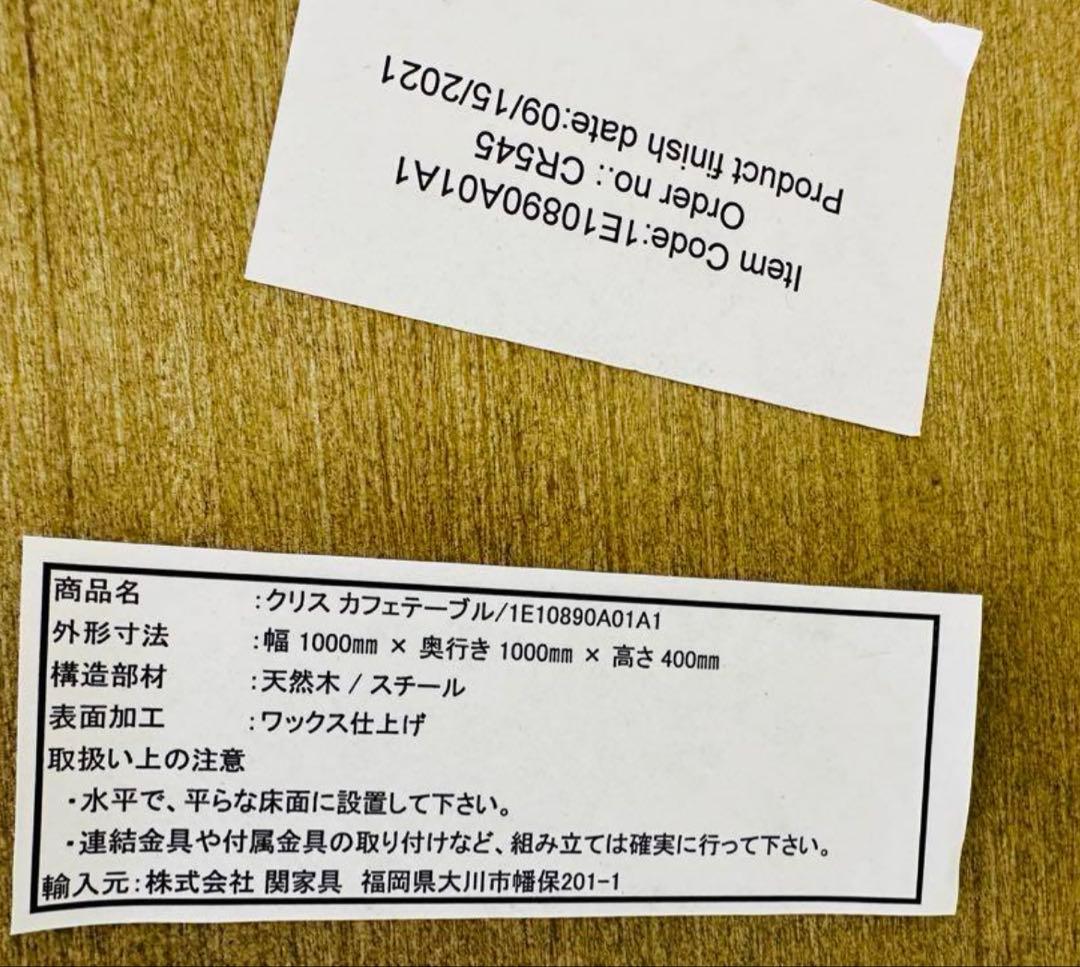 Item Code:1E10890A01A1
Order no.: CR545
Product finish date:09/15/2021
商品名 :クリス カフェテーブル/1E10890A01A1
外形寸法 :幅 1000㎜ × 奥行き 1000㎜ × 高さ 400㎜
構造部材 :天然木 / スチール
表面加工 :ワックス仕上げ
取扱い上の注意
・水平で、平らな床面に設置して下さい。
・連結金具や付属金具の取り付けなど、組み立ては確実に行って下さい。
輸入元:株式会社 関家具 福岡県大川市幡保201-1